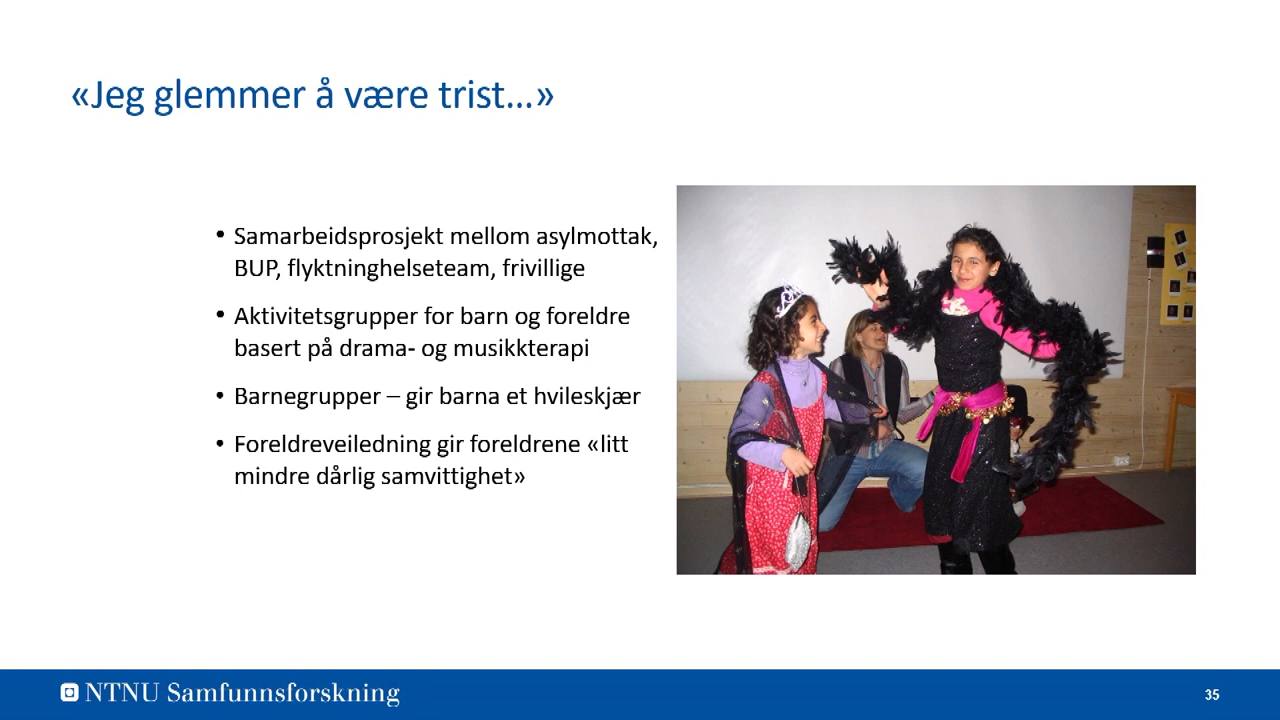 «Jeg glemmer å være trist...»
• Samarbeidsprosjekt mellom asylmottak,
BUP, flyktninghelseteam, frivillige
• Aktivitetsgrupper for barn og foreldre
basert på drama- og musikkterapi
• Barnegrupper – gir barna et hvileskjær
• Foreldreveiledning gir foreldrene «litt
mindre dårlig samvittighet»
NTNU Samfunnsforskning
35